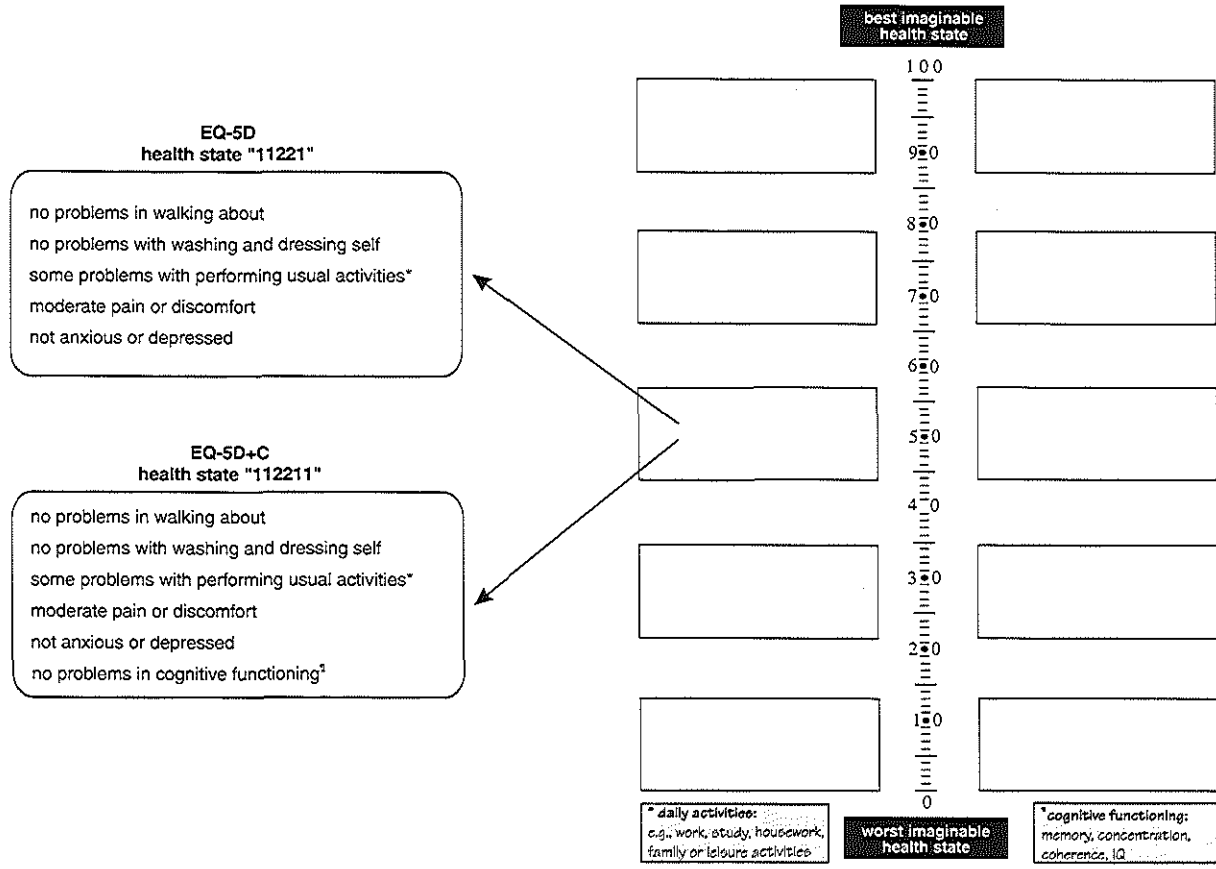 EQ-5D
health state "11221"
no problems in walking about
no problems with washing and dressing self
some problems with performing usual activities*
moderate pain or discomfort
not anxious or depressed
EQ-5D+C
health state "112211"
no problems in walking about
no problems with washing and dressing self
some problems with performing usual activities*
moderate pain or discomfort
not anxious or depressed
no problems in cognitive functioning¶
best imaginable
health state
100
90
80
70
60
50
40
30
20
10
0
worst imaginable
health state
* daily activities:
e.g., work, study, housework,
family or leisure activities
¶cognitive functioning:
memory, concentration,
coherence, IQ